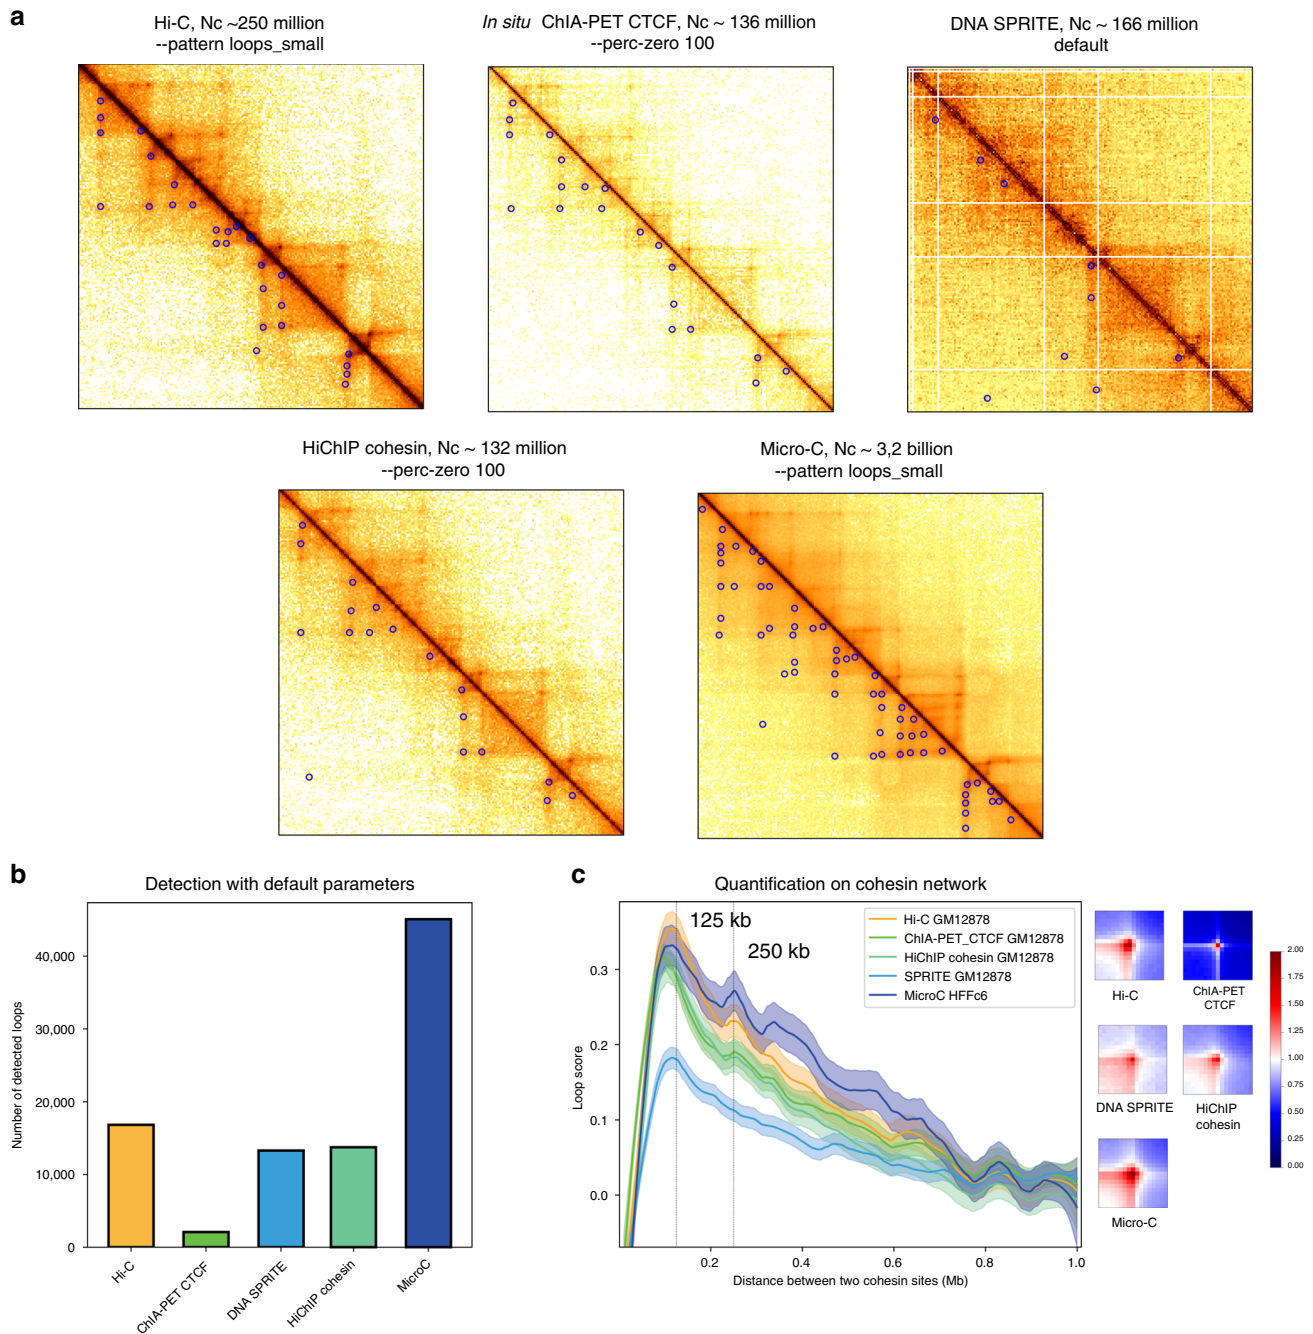 a
Hi-C, Nc ~250 million
--pattern loops_small
In situ ChIA-PET CTCF, Nc ~ 136 million
--perc-zero 100
DNA SPRITE, Nc ~ 166 million
default
HiChIP cohesin, Nc ~ 132 million
--perc-zero 100
Micro-C, Nc ~ 3,2 billion
--pattern loops_small
b
Detection with default parameters
Number of detected loops
40,000
30,000
20,000
10,000
0
Hi-C
ChIA-PET CTCF
DNA SPRITE
HiChIP cohesin
MicroC
c
Quantification on cohesin network
125 kb
250 kb
Hi-C GM12878
ChIA-PET_CTCF GM12878
HiChIP cohesin GM12878
SPRITE GM12878
MicroC HFFc6
Loop score
0.3
0.2
0.1
0.0
0.2
0.4
0.6
0.8
1.0
Distance between two cohesin sites (Mb)
Hi-C
ChIA-PET
CTCF
DNA SPRITE
HiChIP
cohesin
Micro-C
2.00
1.75
1.50
1.25
1.00
0.75
0.50
0.25
0.00